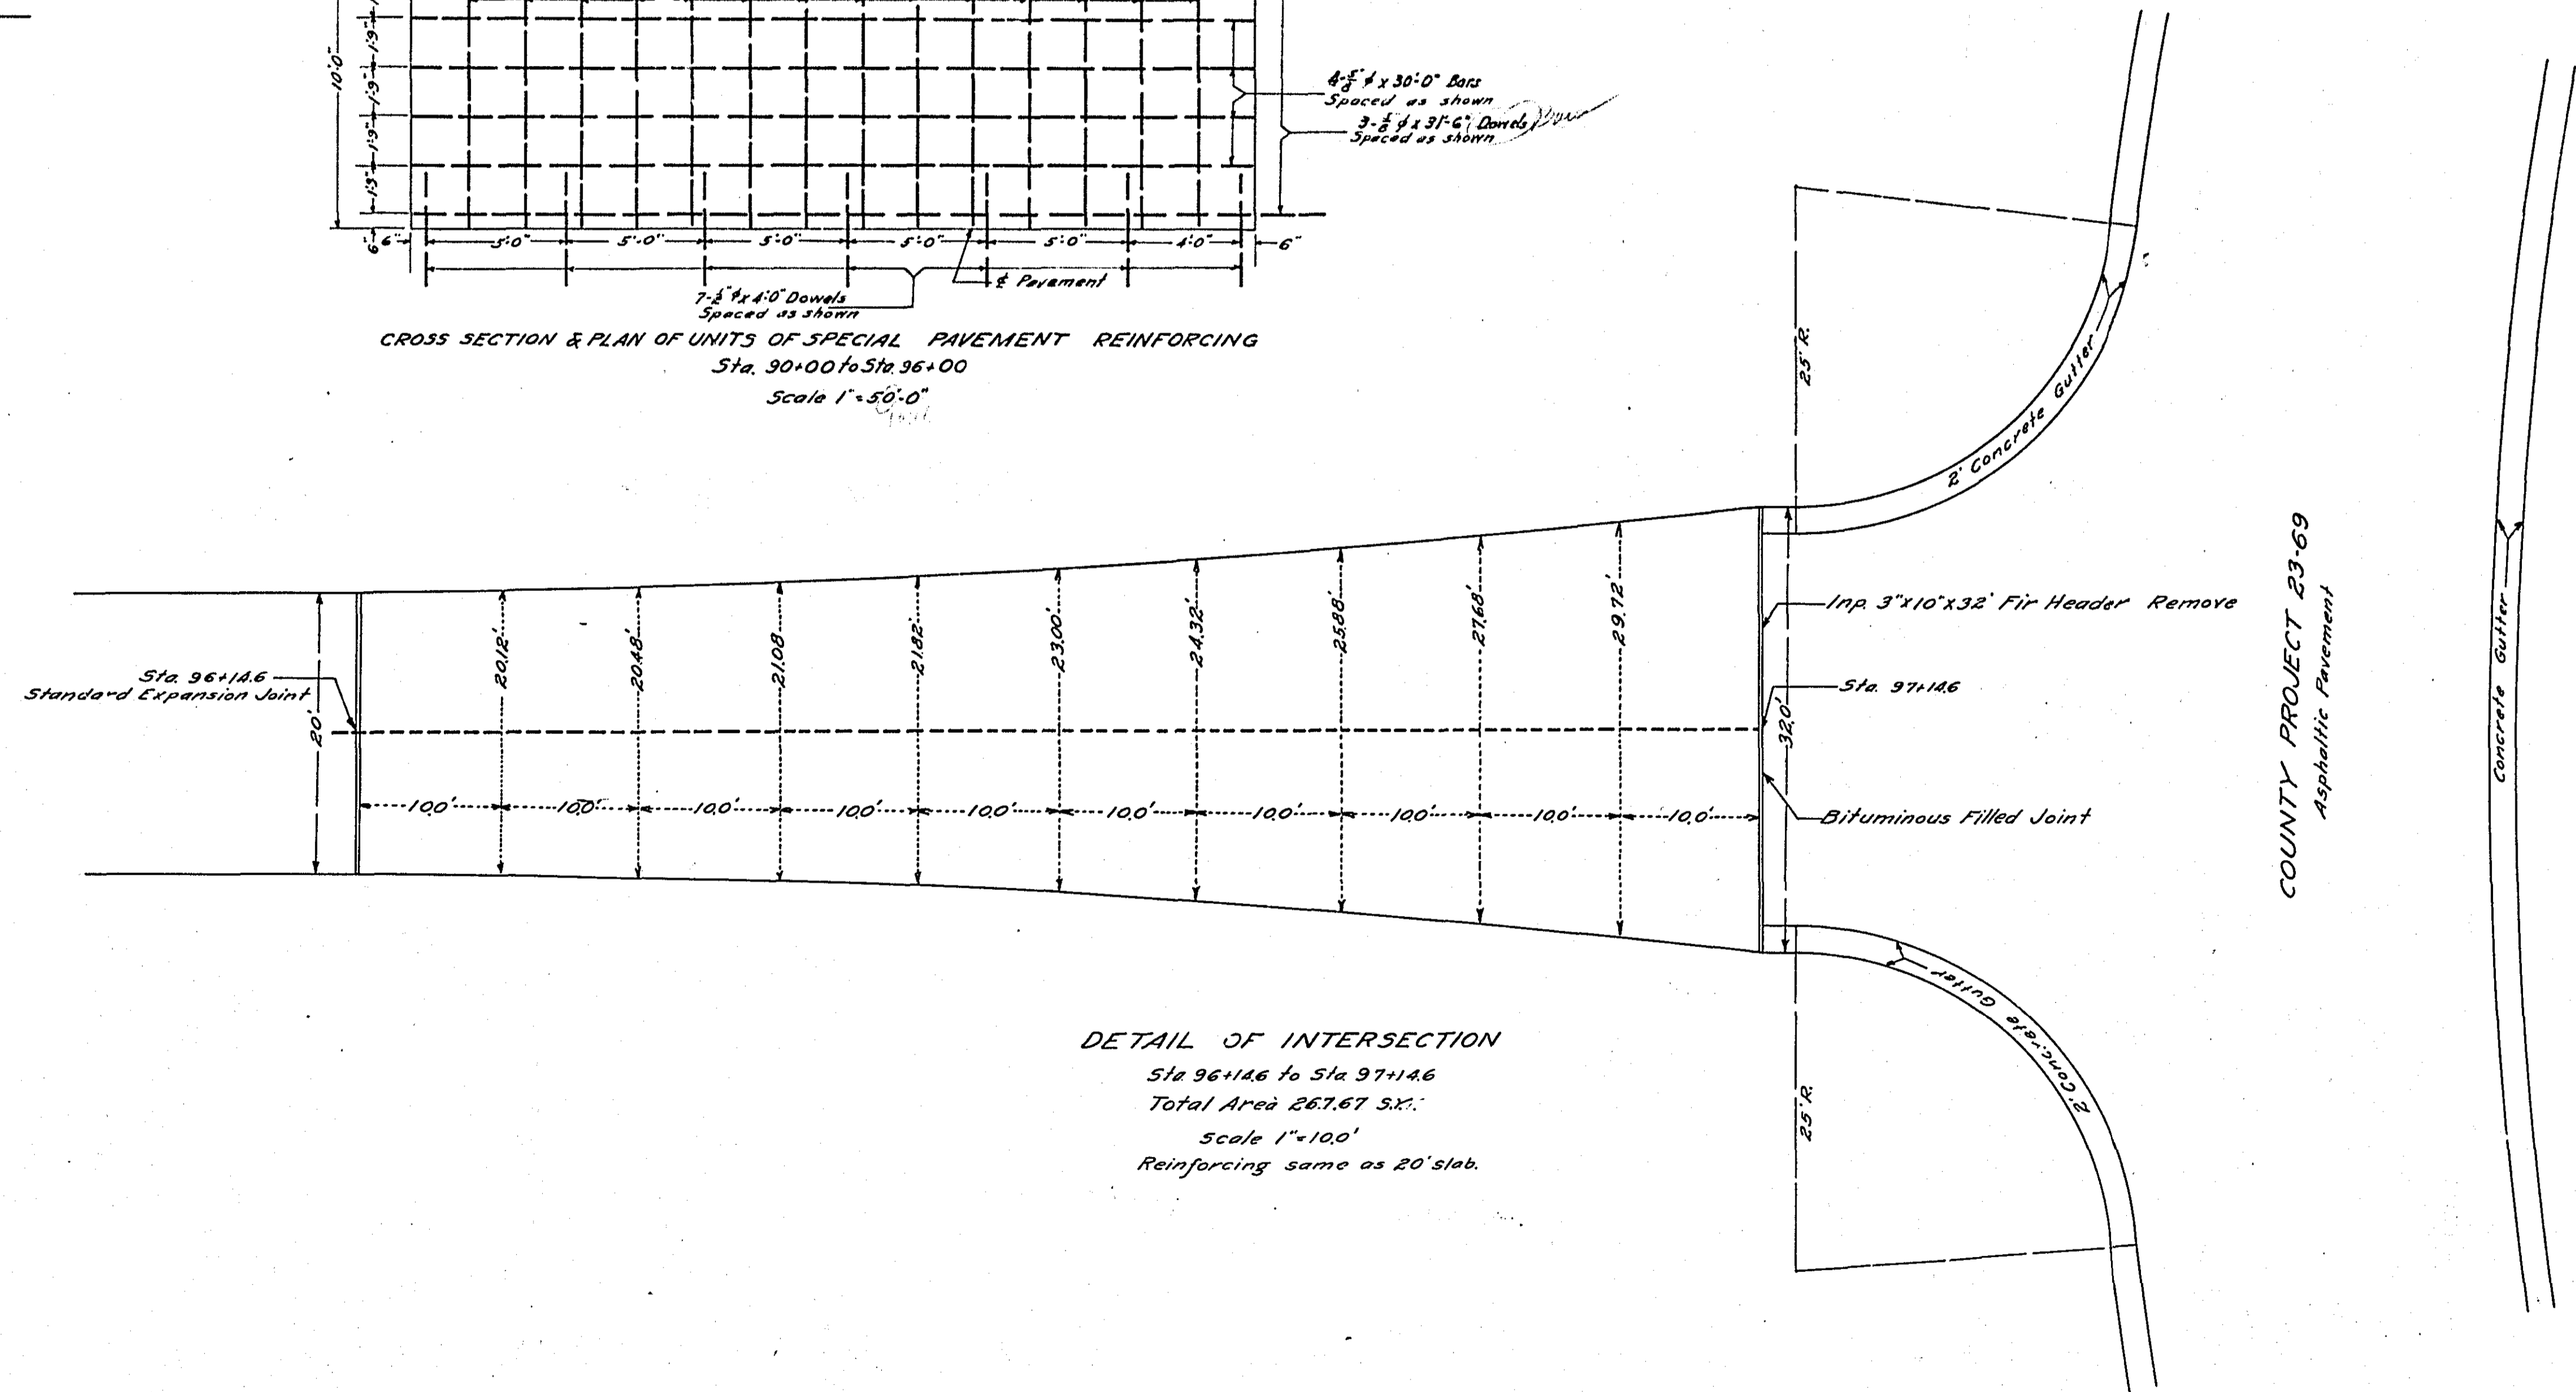 10'-0"
1'-9"
1'-9"
1'-9"
1'-9"
6"
6"
5'-0"
5'-0"
5'-0"
5'-0"
5'-0"
4'-0"
6"
4-5/8" ϕ x 30'-0" Bars
Spaced as shown
ϕ x 31'-6" Dowels
Spaced as shown
7-1/2" ϕ x 4'-0" Dowels
Spaced as shown
℄ Pavement
CROSS SECTION & PLAN OF UNITS OF SPECIAL PAVEMENT REINFORCING
Sta. 90+00 to Sta. 96+00
Scale 1"=50'-0"
25' R.
2' Concrete Gutter
Sta. 96+14.6
Standard Expansion Joint
20'
20.12'
20.48'
21.08
21.82'
23.00'
24.32'
25.88'
27.68'
29.72'
32.0'
10.0'
10.0'
10.0'
10.0'
10.0'
10.0'
10.0'
10.0'
10.0'
10.0'
Inp. 3"x10"x32' Fir Header Remove
Sta. 97+14.6
Bituminous Filled Joint
COUNTY PROJECT 23-69
Asphaltic Pavement
Concrete Gutter
2' Concrete Gutter
25' R.
DETAIL OF INTERSECTION
Sta. 96+14.6 to Sta. 97+14.6
Total Area 267.67 S.Y.
Scale 1"=10.0'
Reinforcing same as 20' slab.